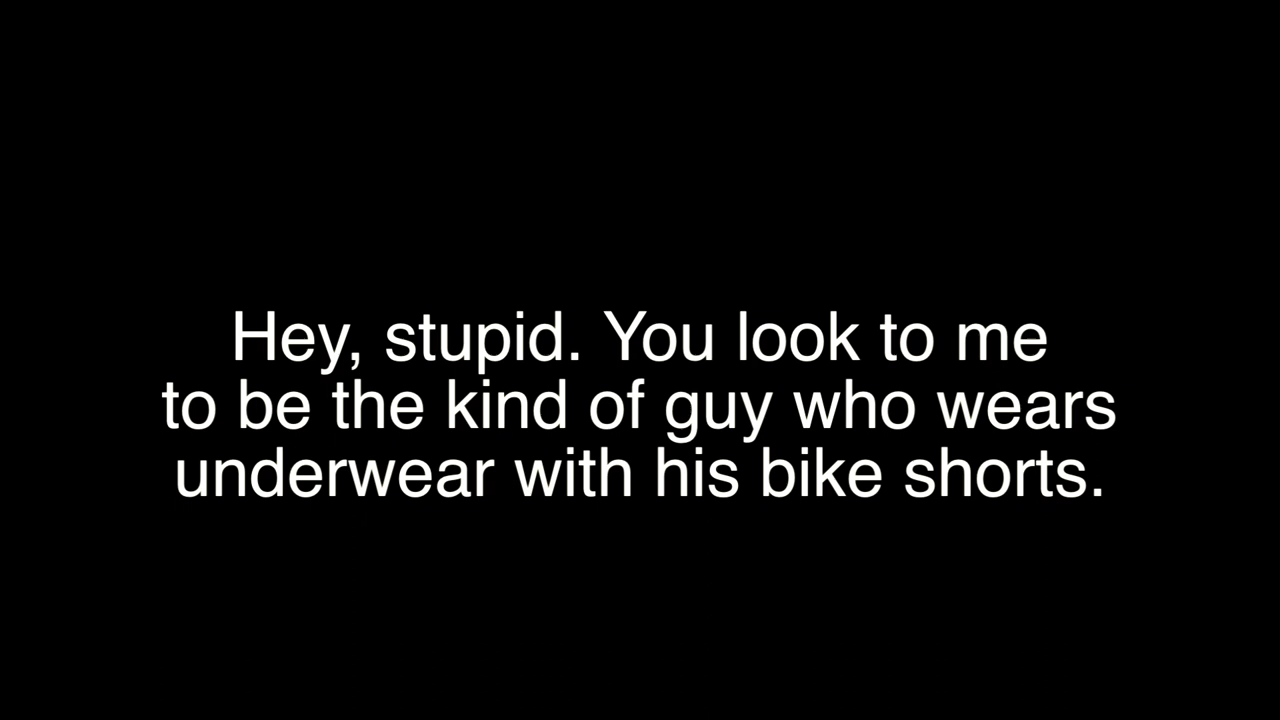 Hey, stupid. You look to me
to be the kind of guy who wears
underwear with his bike shorts.